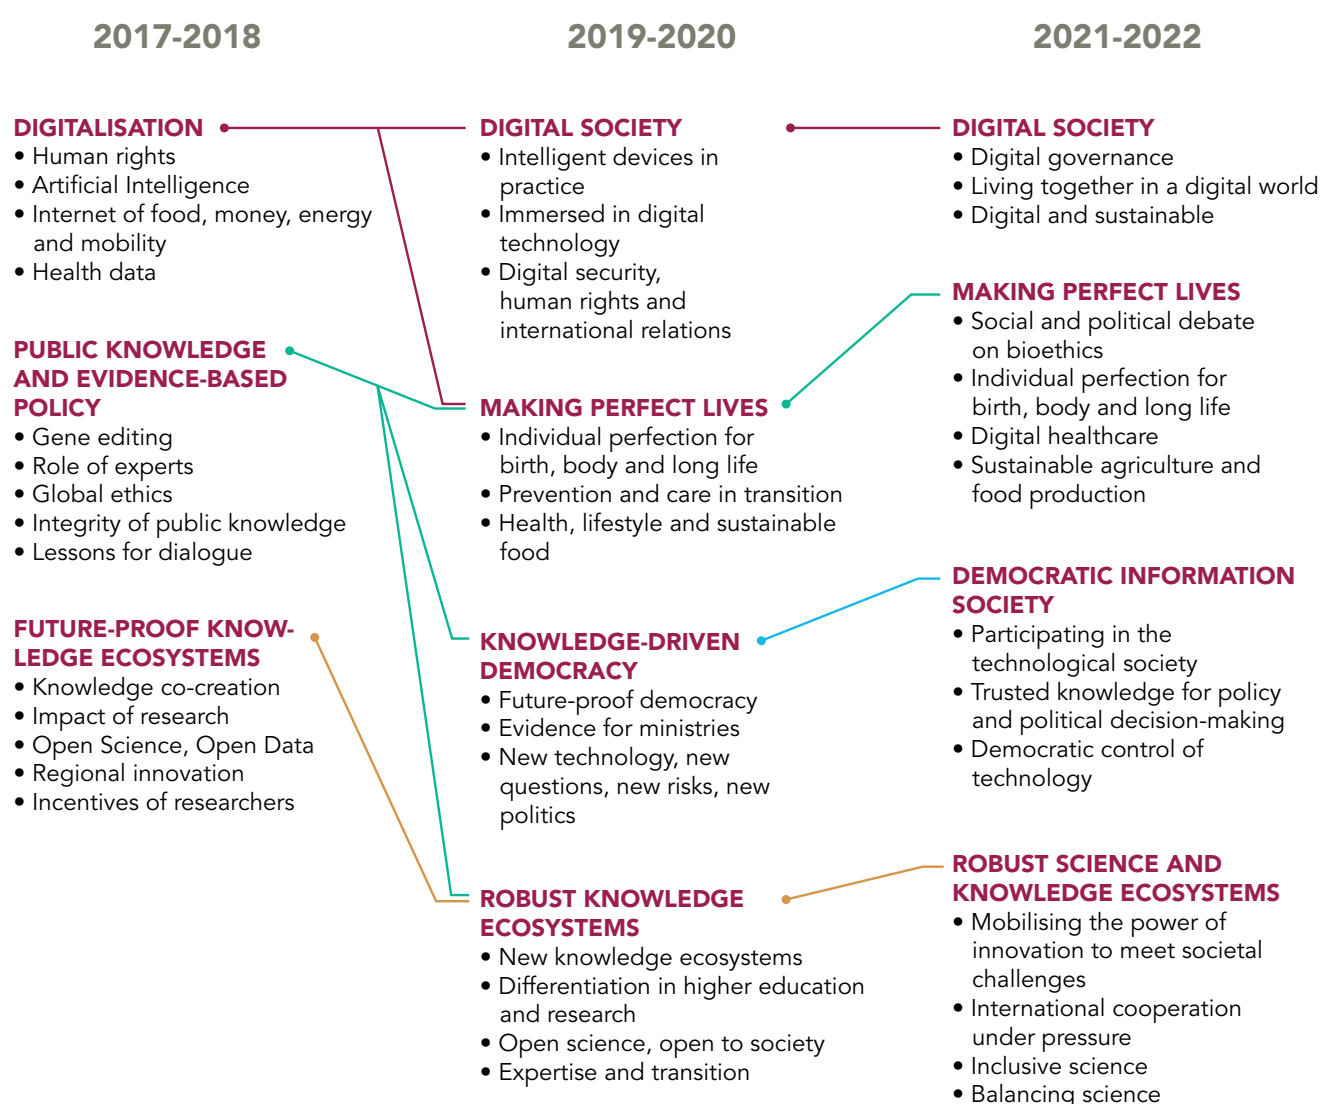 2017-2018
DIGITALISATION
• Human rights
• Artificial Intelligence
• Internet of food, money, energy
and mobility
• Health data
PUBLIC KNOWLEDGE
AND EVIDENCE-BASED
POLICY
• Gene editing
• Role of experts
• Global ethics
• Integrity of public knowledge
• Lessons for dialogue
FUTURE-PROOF KNOW-
LEDGE ECOSYSTEMS
• Knowledge co-creation
• Impact of research
• Open Science, Open Data
• Regional innovation
• Incentives of researchers
2019-2020
DIGITAL SOCIETY
• Intelligent devices in
practice
• Immersed in digital
technology
• Digital security,
human rights and
international relations
MAKING PERFECT LIVES
• Individual perfection for
birth, body and long life
• Prevention and care in transition
• Health, lifestyle and sustainable
food
KNOWLEDGE-DRIVEN
DEMOCRACY
• Future-proof democracy
• Evidence for ministries
• New technology, new
questions, new risks, new
politics
ROBUST KNOWLEDGE
ECOSYSTEMS
• New knowledge ecosystems
• Differentiation in higher education
and research
• Open science, open to society
• Expertise and transition
2021-2022
DIGITAL SOCIETY
• Digital governance
• Living together in a digital world
• Digital and sustainable
MAKING PERFECT LIVES
• Social and political debate
on bioethics
• Individual perfection for
birth, body and long life
• Digital healthcare
• Sustainable agriculture and
food production
DEMOCRATIC INFORMATION
SOCIETY
• Participating in the
technological society
• Trusted knowledge for policy
and political decision-making
• Democratic control of
technology
ROBUST SCIENCE AND
KNOWLEDGE ECOSYSTEMS
• Mobilising the power of
innovation to meet societal
challenges
• International cooperation
under pressure
• Inclusive science
• Balancing science